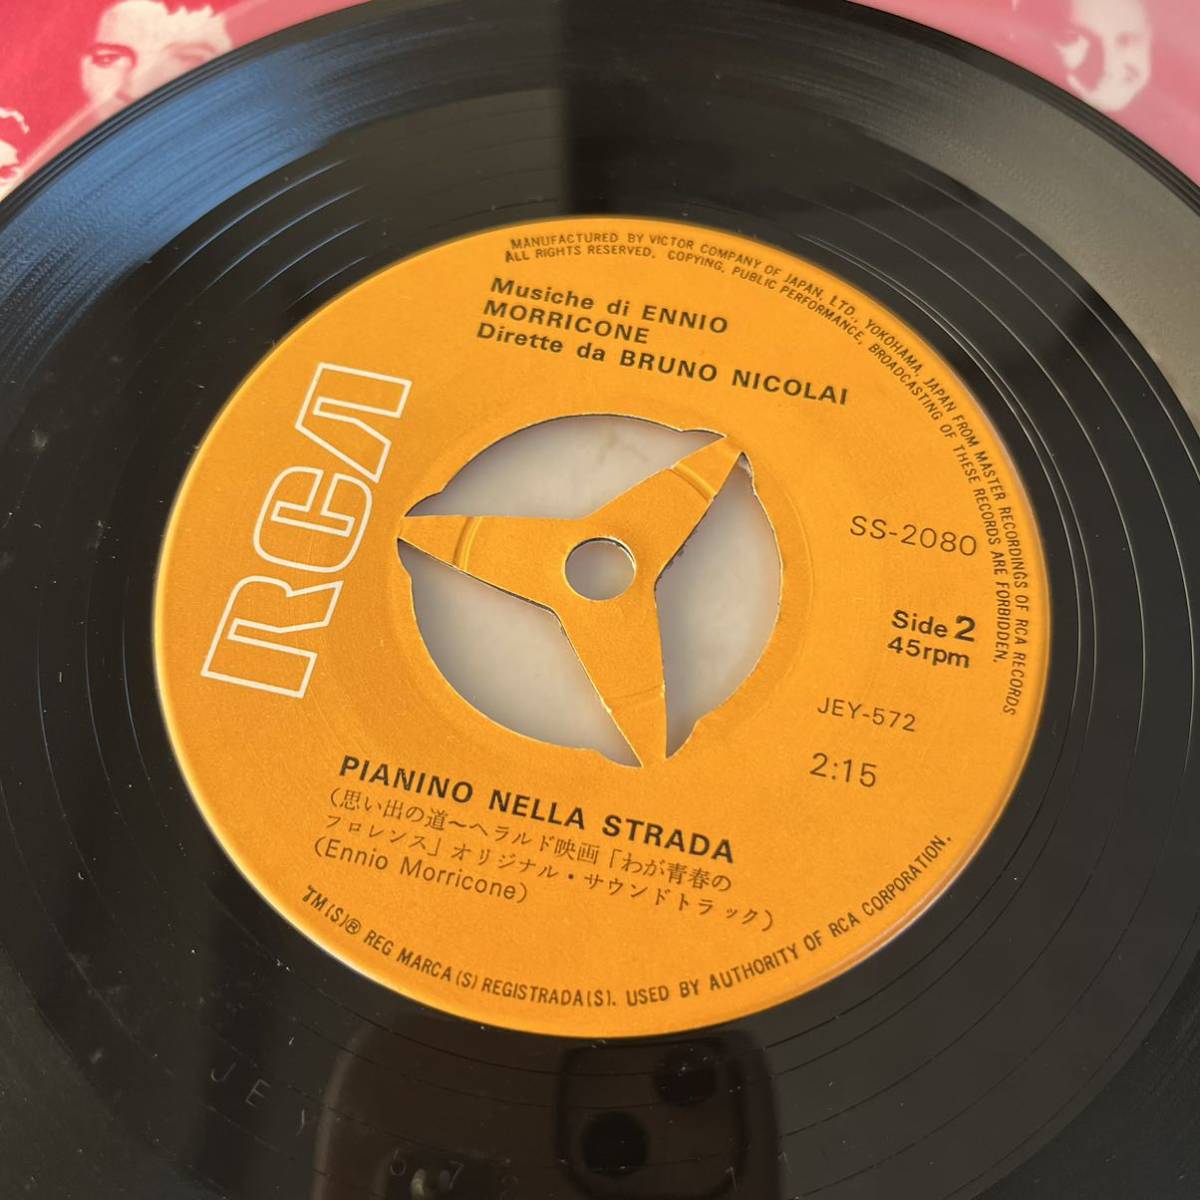 MANUFACTURED BY VICTOR COMPANY OF JAPAN, LTD., YOKOHAMA, JAPAN FROM MASTER RECORDINGS OF RCA RECORDS
ALL RIGHTS RESERVED. COPYING, PUBLIC PERFORMANCE, BROADCASTING OF THESE RECORDS ARE FORBIDDEN.
Musiche di ENNIO
MORRICONE
Dirette da BRUNO NICOLAI
RCA
SS-2080
Side 2
45rpm
JEY-572
2:15
PIANINO NELLA STRADA
(思い出の道〜ヘラルド映画「わが青春の
フロレンス」オリジナル・サウンドトラック)
(Ennio Morricone)
TM(S)® REG MARCA(S) REGISTRADA(S). USED BY AUTHORITY OF RCA CORPORATION.
JEY